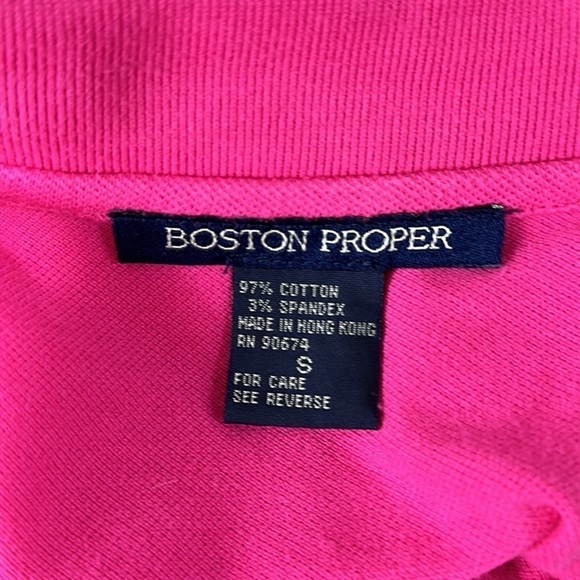 BOSTON PROPER
97% COTTON
3% SPANDEX
MADE IN HONG KONG
RN 90674
S
FOR CARE
SEE REVERSE